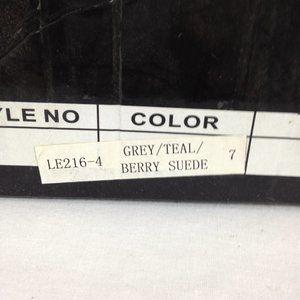 YLE NO COLOR
LE216-4 GREY/TEAL/ 7
BERRY SUEDE